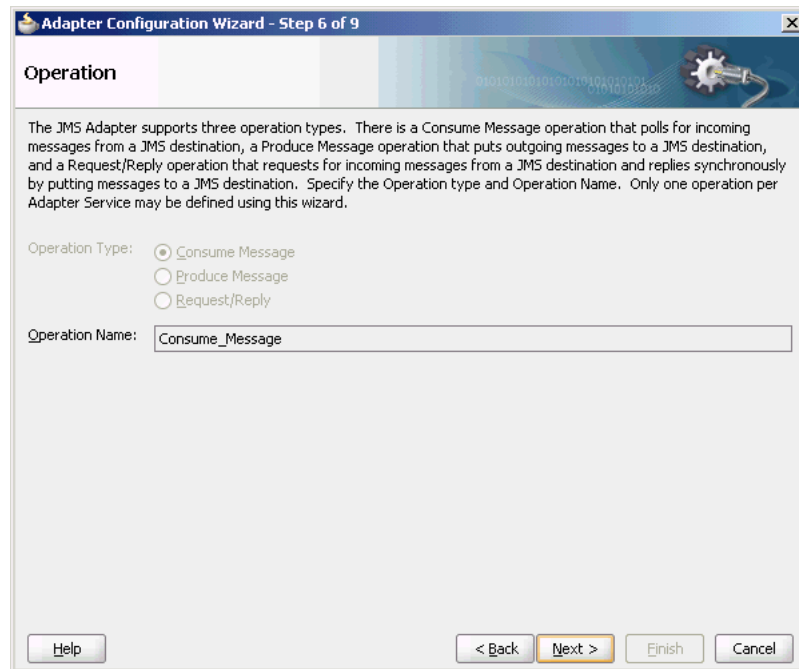 Adapter Configuration Wizard - Step 6 of 9
Operation
The JMS Adapter supports three operation types. There is a Consume Message operation that polls for incoming
messages from a JMS destination, a Produce Message operation that puts outgoing messages to a JMS destination,
and a Request/Reply operation that requests for incoming messages from a JMS destination and replies synchronously
by putting messages to a JMS destination. Specify the Operation type and Operation Name. Only one operation per
Adapter Service may be defined using this wizard.
Operation Type: Consume Message
Produce Message
Request/Reply
Operation Name: Consume_Message
Help < Back Next > Finish Cancel